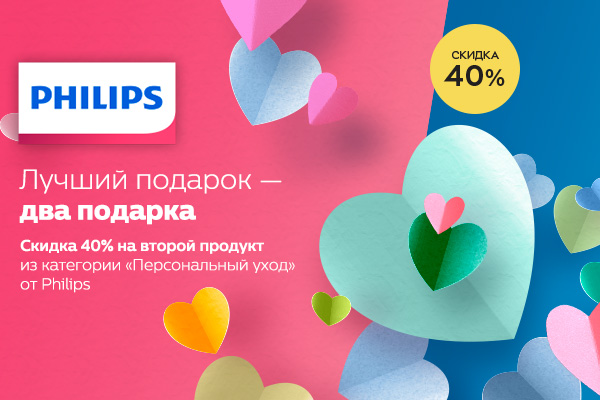 PHILIPS
СКИДКА
40%
Лучший подарок —
два подарка
Скидка 40% на второй продукт
из категории «Персональный уход»
от Philips